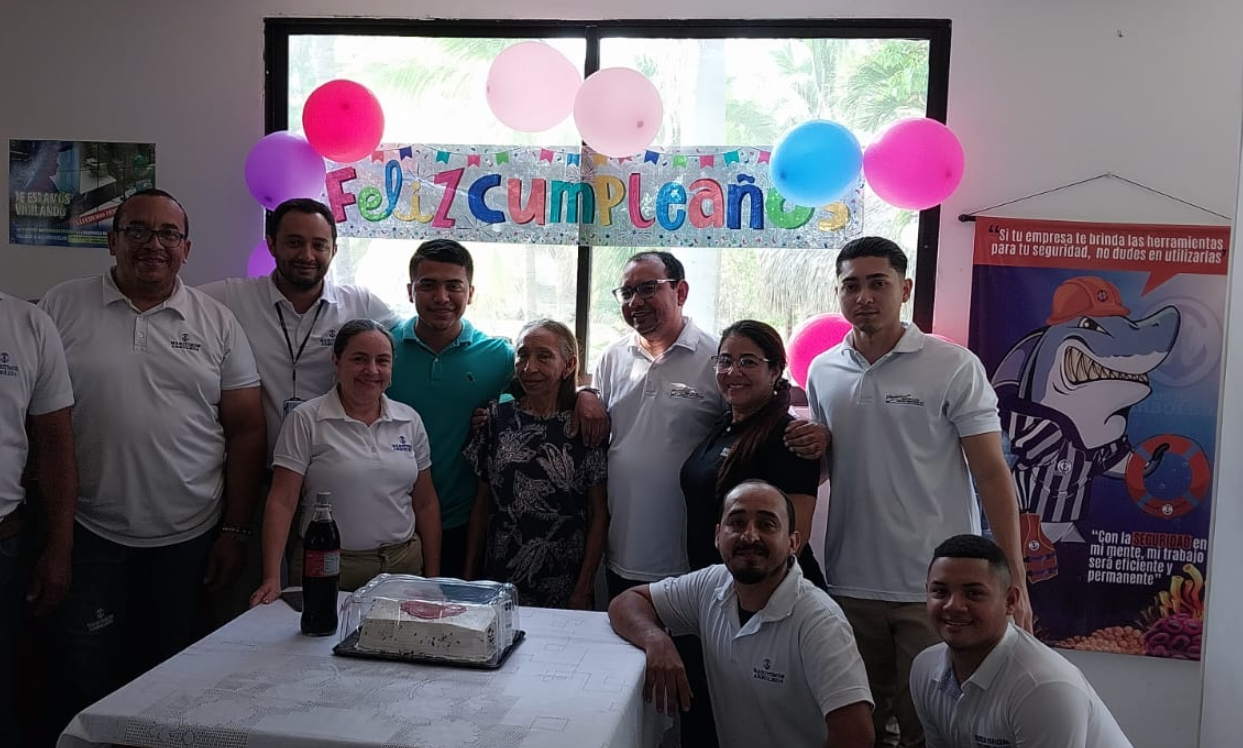 TE ESTAMOS
VIGILANDO
Feliz Cumpleaños
“Si tu empresa te brinda las herramientas
para tu seguridad, no dudes en utilizarlas
“Con la SEGURIDAD en
mi mente, mi trabajo
será eficiente y
permanente”